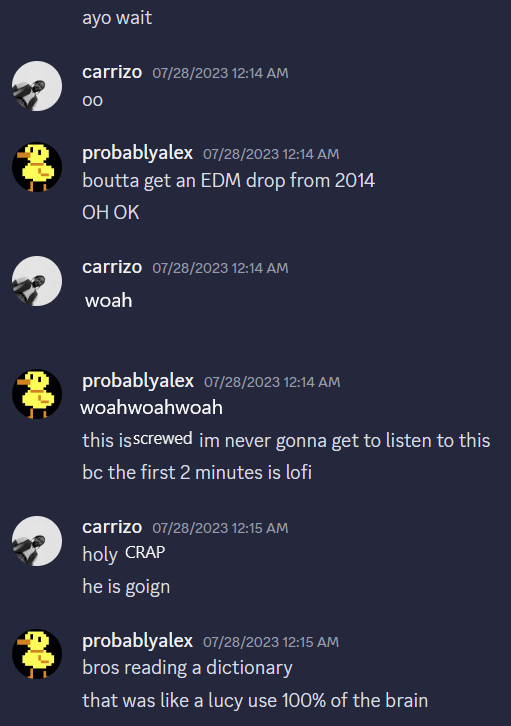 ayo wait
carrizo 07/28/2023 12:14 AM
oo
probablyalex 07/28/2023 12:14 AM
boutta get an EDM drop from 2014
OH OK
carrizo 07/28/2023 12:14 AM
woah
probablyalex 07/28/2023 12:14 AM
woahwoahwoah
this is screwed im never gonna get to listen to this
bc the first 2 minutes is lofi
carrizo 07/28/2023 12:15 AM
holy CRAP
he is goign
probablyalex 07/28/2023 12:15 AM
bros reading a dictionary
that was like a lucy use 100% of the brain